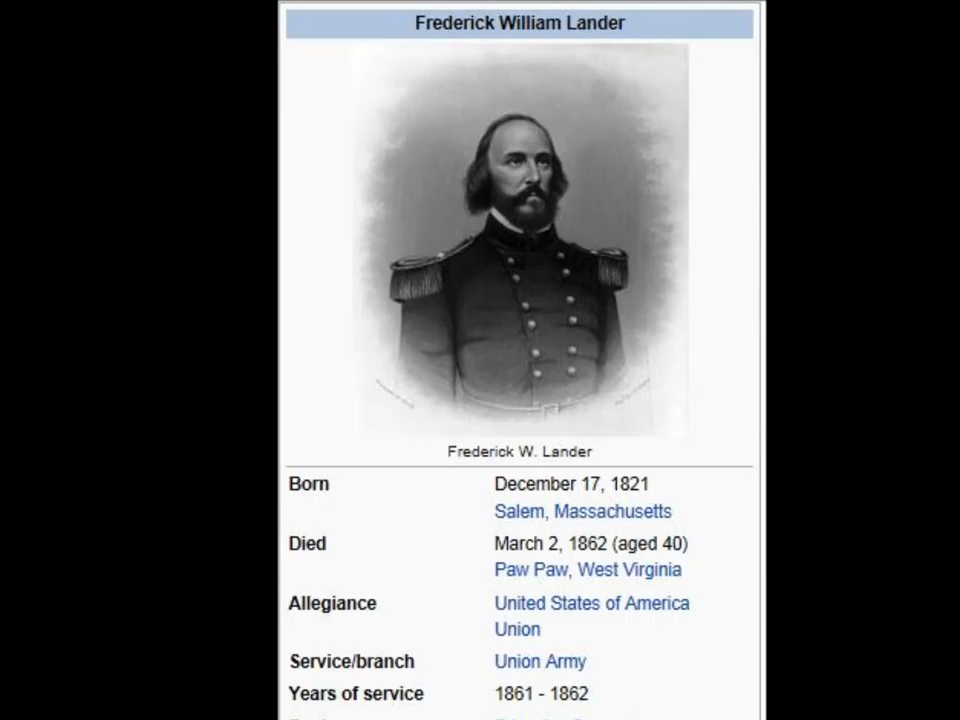 Frederick William Lander
Frederick W. Lander
Born December 17, 1821
Salem, Massachusetts
Died March 2, 1862 (aged 40)
Paw Paw, West Virginia
Allegiance United States of America
Union
Service/branch Union Army
Years of service 1861 - 1862